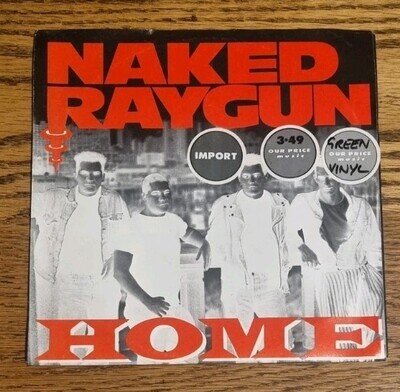 NAKED
RAYGUN
IMPORT
3·49
OUR PRICE
music
GREEN
OUR PRICE
music
VINYL
HOME